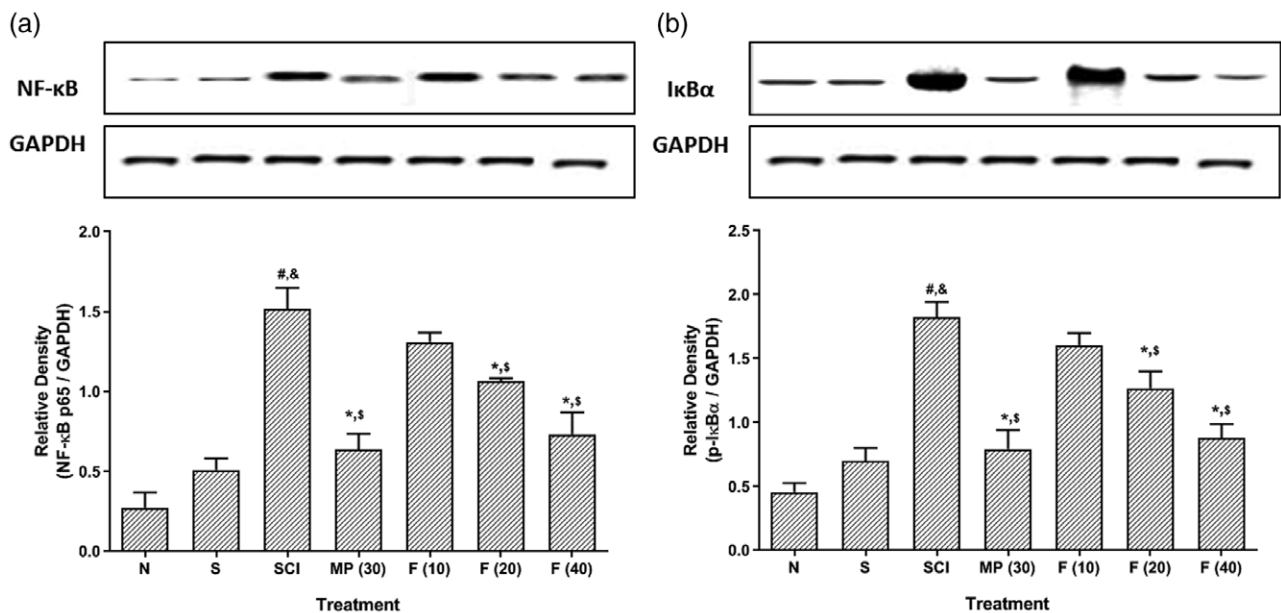 (a)
NF-κB
GAPDH
2.0
1.5
1.0
0.5
0.0
Relative Density
(NF-κB p65 / GAPDH)
#,&
*,$
*,$
*,$
N S SCI MP (30) F (10) F (20) F (40)
Treatment
(b)
IκBα
GAPDH
2.5
2.0
1.5
1.0
0.5
0.0
Relative Density
(p-IκBα / GAPDH)
#,&
*,$
*,$
*,$
N S SCI MP (30) F (10) F (20) F (40)
Treatment